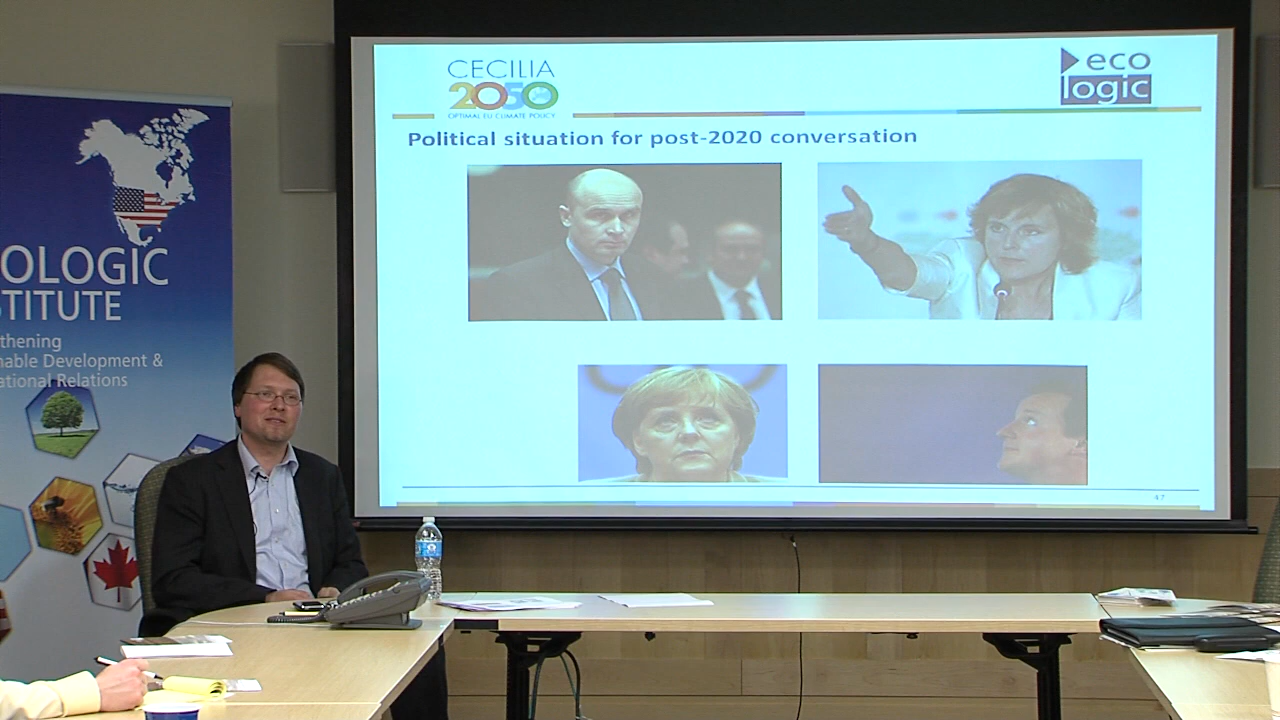 CECILIA
2050
OPTIMAL EU CLIMATE POLICY
eco
logic
Political situation for post-2020 conversation
47
OLOGIC
TITUTE
thening
nable Development &
ational Relations